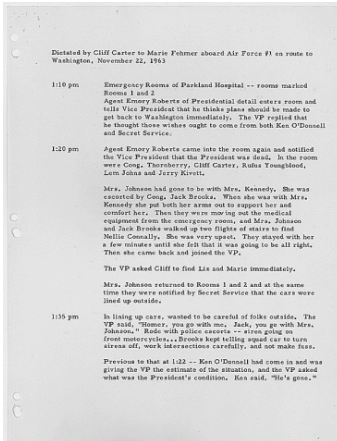 Dictated by Cliff Carter to Marie Fehmer aboard Air Force #1 en route to
Washington, November 22, 1963
1:10 pm Emergency Rooms of Parkland Hospital -- rooms marked
Rooms 1 and 2
Agent Emory Roberts of Presidential detail enters room and
tells Vice President that he thinks plans should be made to
get back to Washington immediately. The VP replied that
he thought those wishes ought to come from both Ken O'Donnell
and Secret Service.
1:20 pm Agent Emory Roberts came into the room again and notified
the Vice President that the President was dead. In the room
were Cong. Thornberry, Cliff Carter, Rufus Youngblood,
Lem Johns and Jerry Kivett.
Mrs. Johnson had gone to be with Mrs. Kennedy. She was
escorted by Cong. Jack Brooks. When she was with Mrs.
Kennedy she put both her arms out to support her and
comfort her. Then they were moving out the medical
equipment from the emergency room, and Mrs. Johnson
and Jack Brooks walked up two flights of stairs to find
Nellie Connally. She was very upset. They stayed with her
a few minutes until she felt that it was going to be all right.
Then she came back and joined the VP.
The VP asked Cliff to find Liz and Marie immediately.
Mrs. Johnson returned to Rooms 1 and 2 and at the same
time they were notified by Secret Service that the cars were
lined up outside.
1:35 pm In lining up cars, wanted to be careful of folks outside. The
VP said, "Homer, you go with me. Jack, you go with Mrs.
Johnson." Rode with police escorts -- siren going on
front motorcycles...Brooks kept telling squad car to turn
sirens off, work intersections carefully, and not make fuss.
Previous to that at 1:22 -- Ken O'Donnell had come in and was
giving the VP the estimate of the situation, and the VP asked
what was the President's condition. Ken said, "He's gone."